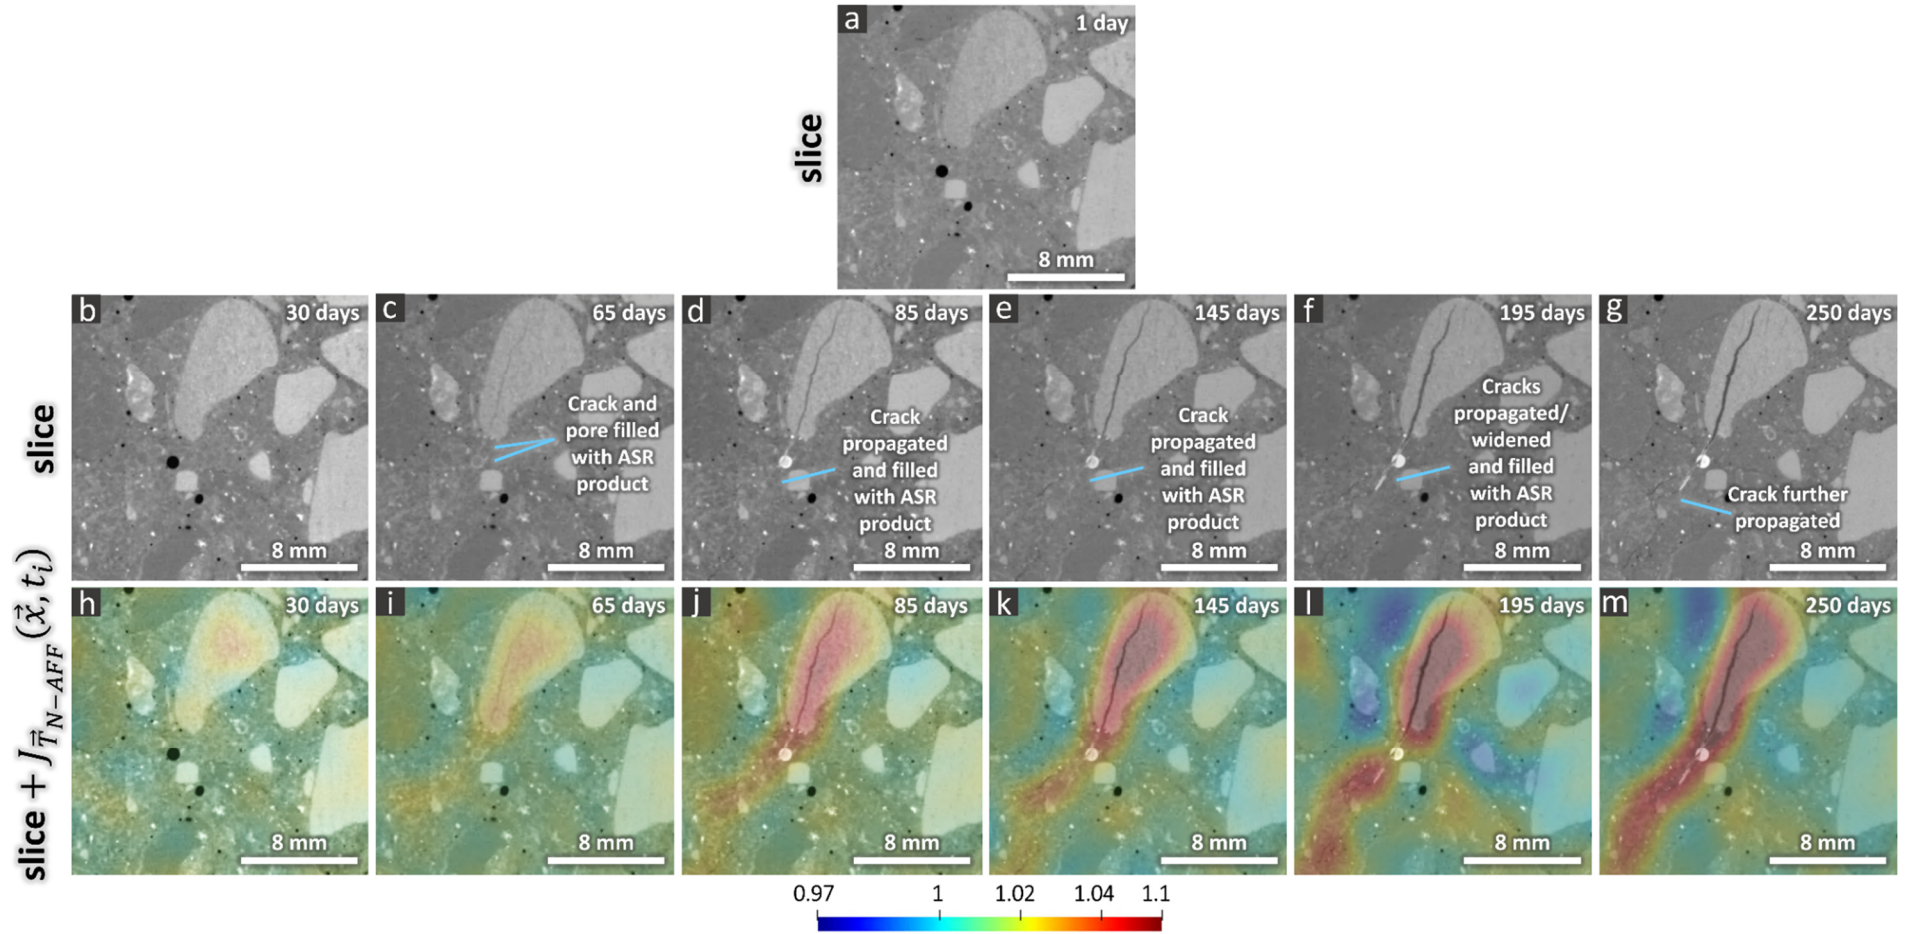 a
1 day
slice
8 mm
b
30 days
8 mm
c
65 days
Crack and
pore filled
with ASR
product
8 mm
d
85 days
Crack
propagated
and filled
with ASR
product
8 mm
e
145 days
Crack
propagated
and filled
with ASR
product
8 mm
f
195 days
Cracks
propagated/
widened
and filled
with ASR
product
8 mm
g
250 days
Crack further
propagated
8 mm
slice
h
30 days
8 mm
i
65 days
8 mm
j
85 days
8 mm
k
145 days
8 mm
l
195 days
8 mm
m
250 days
8 mm
slice + J_{\vec{T}_{N-AFF}}(\vec{x}, t_i)
0.97 1 1.02 1.04 1.1